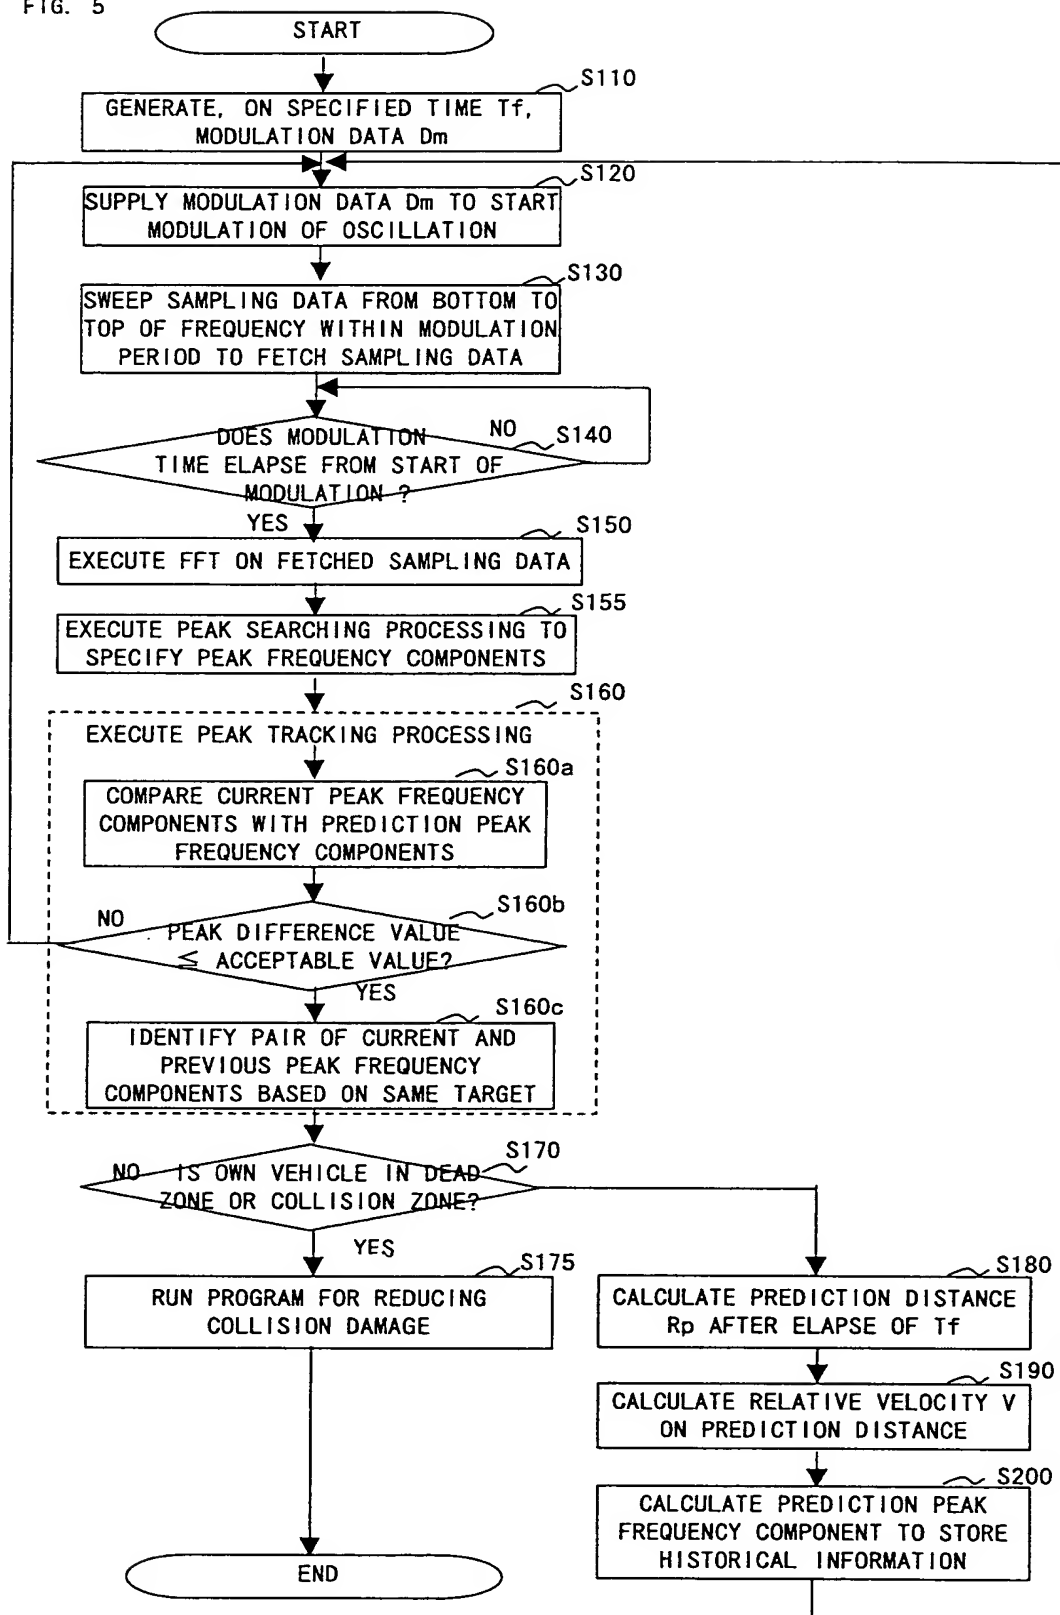 FIG. 5
START
S110
GENERATE, ON SPECIFIED TIME Tf,
MODULATION DATA Dm
S120
SUPPLY MODULATION DATA Dm TO START
MODULATION OF OSCILLATION
S130
SWEEP SAMPLING DATA FROM BOTTOM TO
TOP OF FREQUENCY WITHIN MODULATION
PERIOD TO FETCH SAMPLING DATA
NO
S140
DOES MODULATION
TIME ELAPSE FROM START OF
MODULATION ?
YES
S150
EXECUTE FFT ON FETCHED SAMPLING DATA
S155
EXECUTE PEAK SEARCHING PROCESSING TO
SPECIFY PEAK FREQUENCY COMPONENTS
S160
EXECUTE PEAK TRACKING PROCESSING
S160a
COMPARE CURRENT PEAK FREQUENCY
COMPONENTS WITH PREDICTION PEAK
FREQUENCY COMPONENTS
S160b
NO
PEAK DIFFERENCE VALUE
≦ ACCEPTABLE VALUE?
YES
S160c
IDENTIFY PAIR OF CURRENT AND
PREVIOUS PEAK FREQUENCY
COMPONENTS BASED ON SAME TARGET
S170
NO
IS OWN VEHICLE IN DEAD
ZONE OR COLLISION ZONE?
YES
S175
RUN PROGRAM FOR REDUCING
COLLISION DAMAGE
S180
CALCULATE PREDICTION DISTANCE
Rp AFTER ELAPSE OF Tf
S190
CALCULATE RELATIVE VELOCITY V
ON PREDICTION DISTANCE
S200
CALCULATE PREDICTION PEAK
FREQUENCY COMPONENT TO STORE
HISTORICAL INFORMATION
END